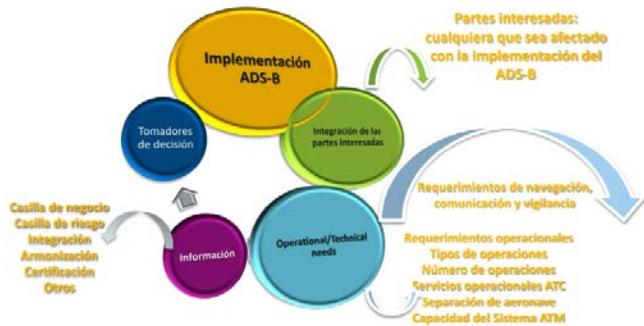 Partes interesadas:
cualquiera que sea afectado
con la implementación del
ADS-B
Implementación
ADS-B
Tomadores
de decisión
Integración de las
partes interesadas
Requerimientos de navegación,
comunicación y vigilancia
Casilla de negocio
Casilla de riesgo
Integración
Armonización
Certificación
Otros
Información
Operational/Technical
needs
Requerimientos operacionales
Tipos de operaciones
Número de operaciones
Servicios operacionales ATC
Separación de aeronave
Capacidad del Sistema ATM